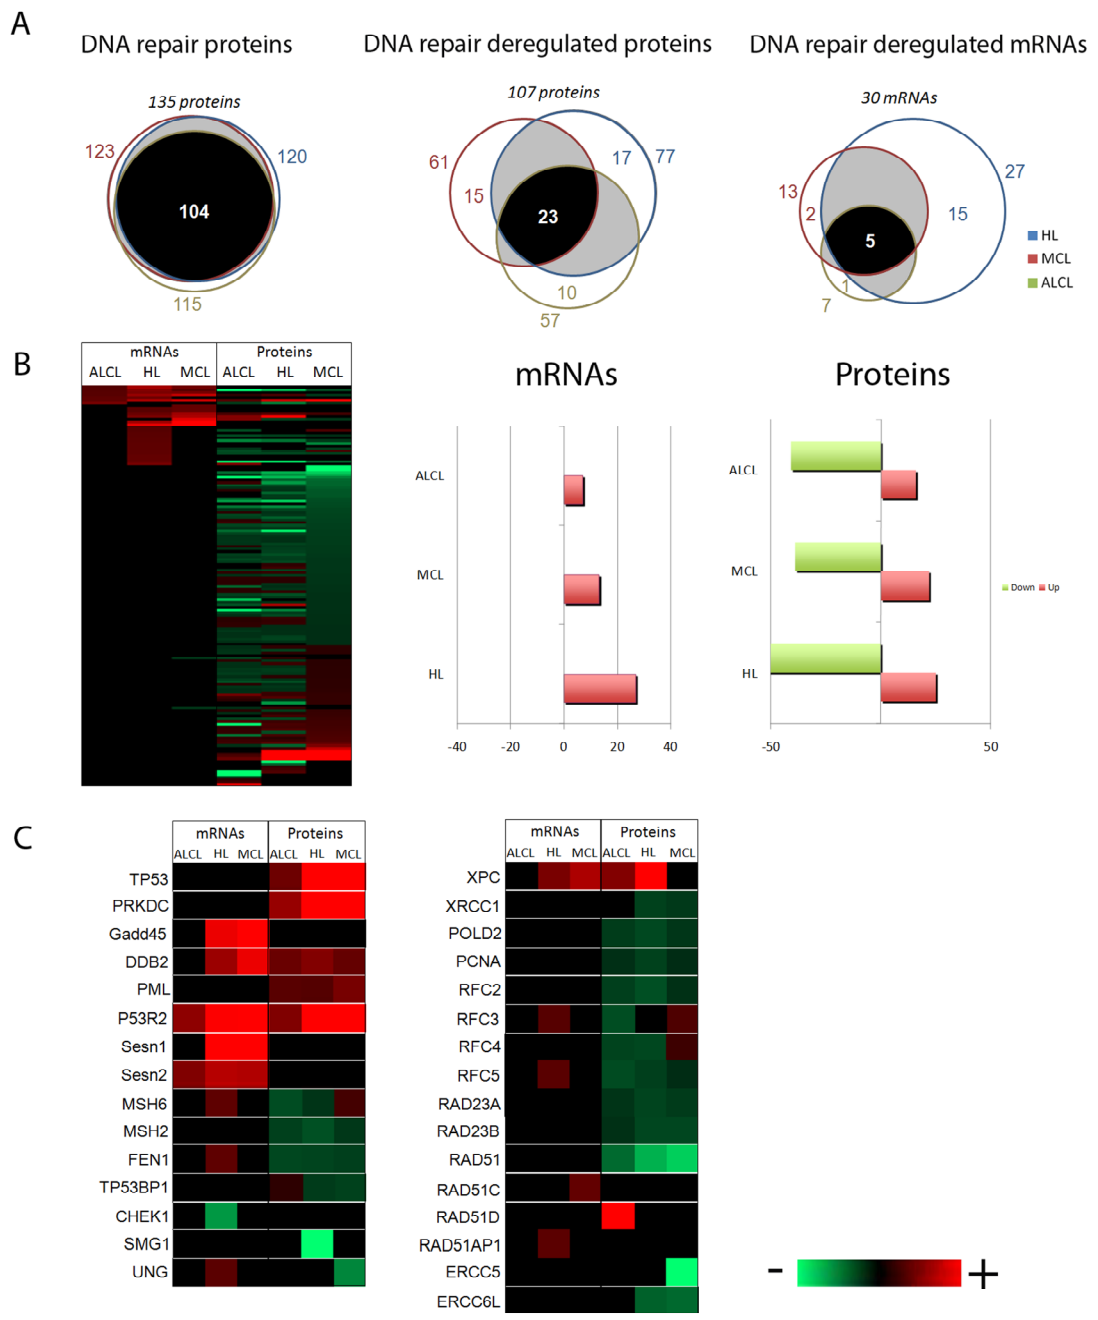 A
DNA repair proteins
DNA repair deregulated proteins
DNA repair deregulated mRNAs
135 proteins
107 proteins
30 mRNAs
123
120
104
115
61
17
77
15
23
10
57
27
13
2
15
5
1
7
HL
MCL
ALCL
B
mRNAs Proteins
ALCL HL MCL ALCL HL MCL
mRNAs
ALCL
MCL
HL
-40 -20 0 20 40
Proteins
ALCL
MCL
HL
-50 50
Down Up
C
mRNAs Proteins
ALCL HL MCL ALCL HL MCL
TP53
PRKDC
Gadd45
DDB2
PML
P53R2
Sesn1
Sesn2
MSH6
MSH2
FEN1
TP53BP1
CHEK1
SMG1
UNG
mRNAs Proteins
ALCL HL MCL ALCL HL MCL
XPC
XRCC1
POLD2
PCNA
RFC2
RFC3
RFC4
RFC5
RAD23A
RAD23B
RAD51
RAD51C
RAD51D
RAD51AP1
ERCC5
ERCC6L
- +